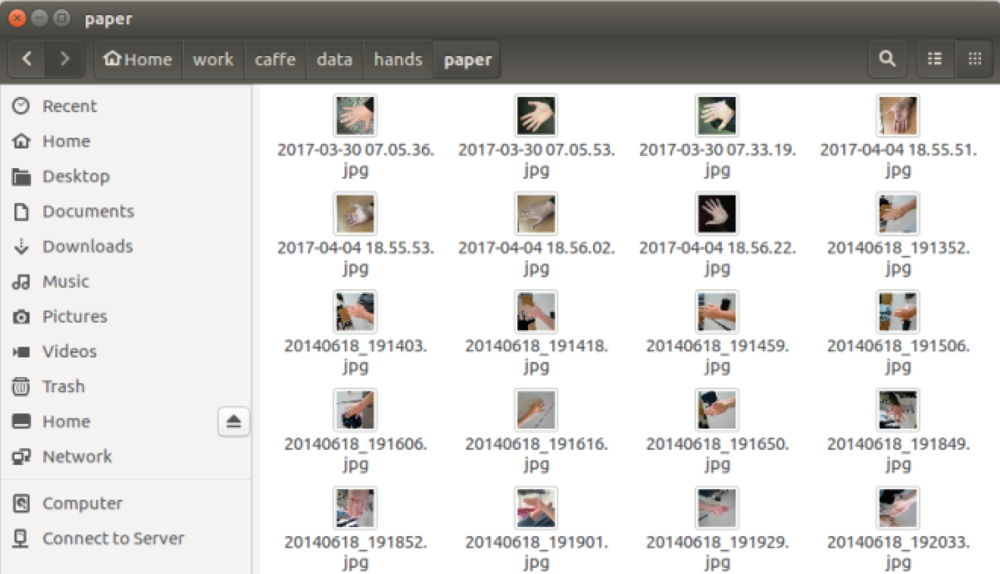 paper
Home work caffe data hands paper
Recent
Home
Desktop
Documents
Downloads
Music
Pictures
Videos
Trash
Home
Network
Computer
Connect to Server
2017-03-30 07.05.36.
jpg
2017-03-30 07.05.53.
jpg
2017-03-30 07.33.19.
jpg
2017-04-04 18.55.51.
jpg
2017-04-04 18.55.53.
jpg
2017-04-04 18.56.02.
jpg
2017-04-04 18.56.22.
jpg
20140618_191352.
jpg
20140618_191403.
jpg
20140618_191418.
jpg
20140618_191459.
jpg
20140618_191506.
jpg
20140618_191606.
jpg
20140618_191616.
jpg
20140618_191650.
jpg
20140618_191849.
jpg
20140618_191852.
jpg
20140618_191901.
jpg
20140618_191929.
jpg
20140618_192033.
jpg